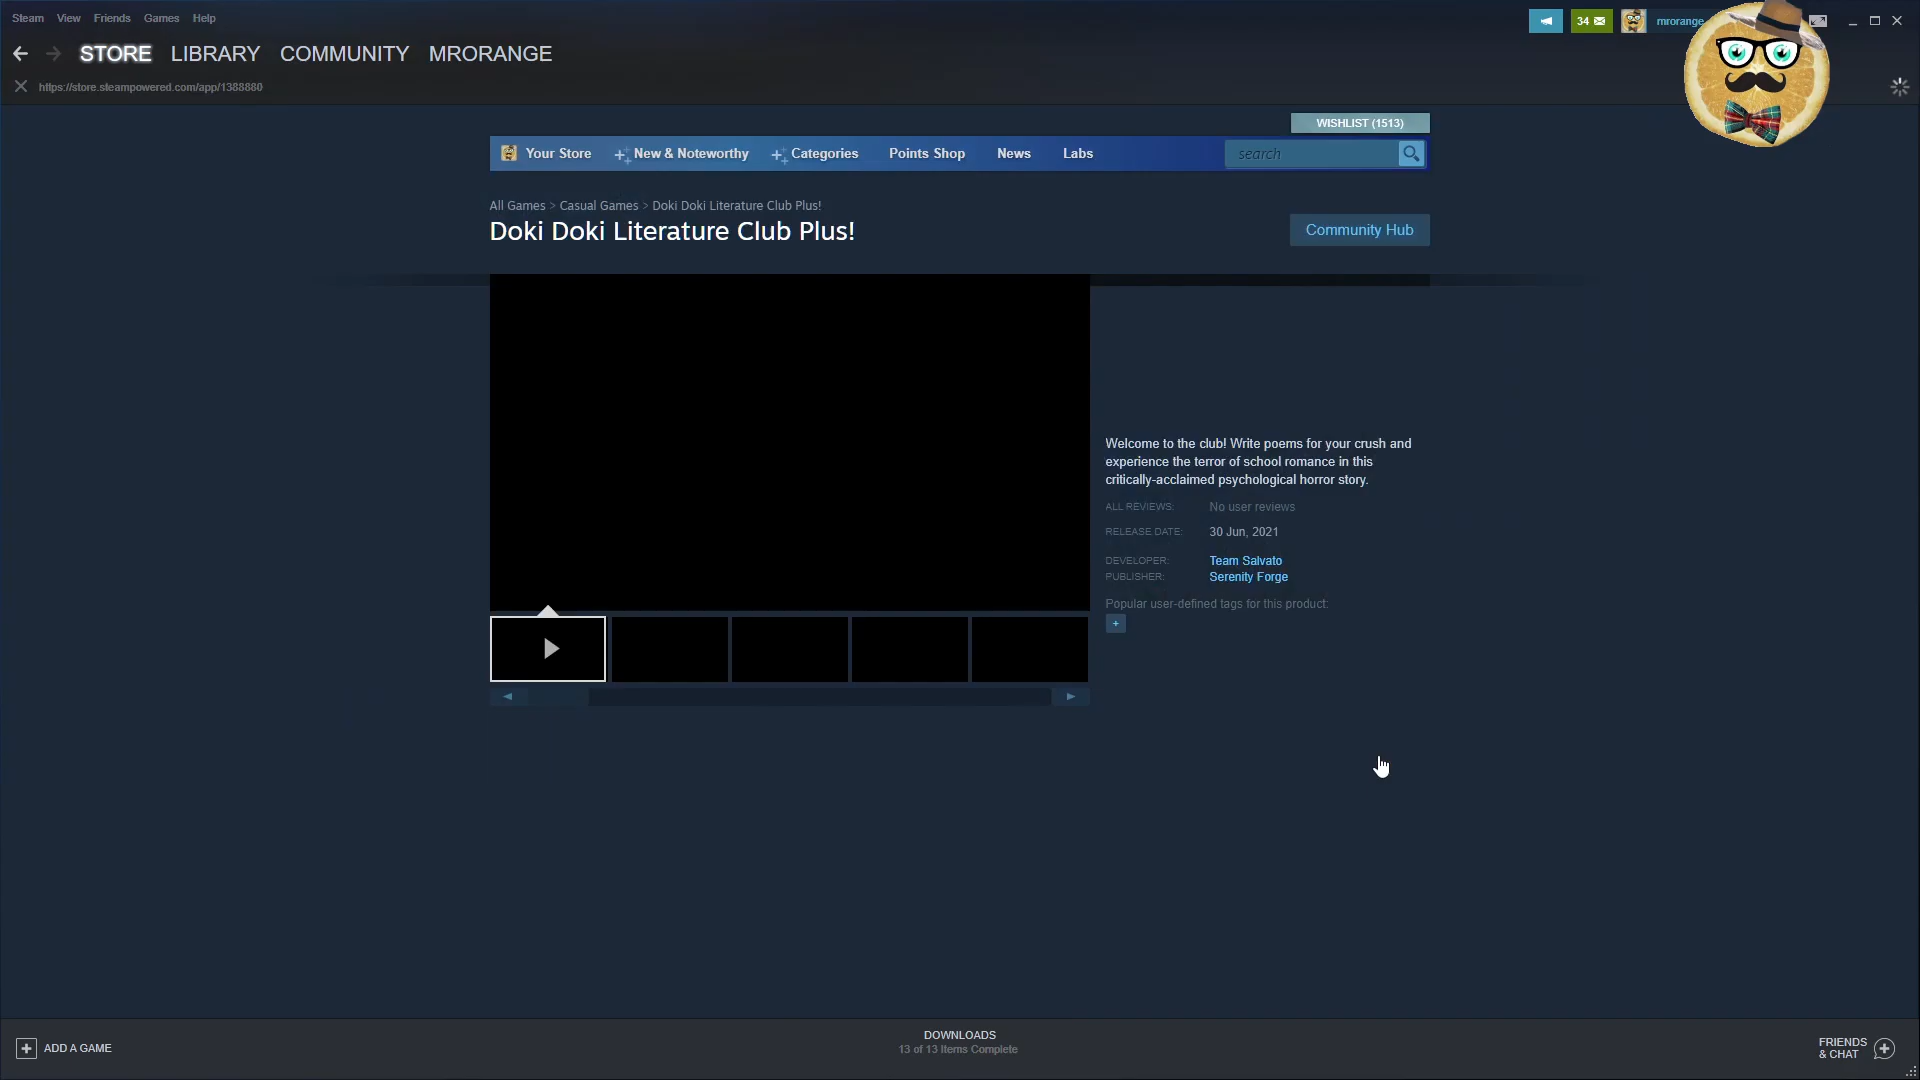 Steam View Friends Games Help
34
mrorange
STORE LIBRARY COMMUNITY MRORANGE
https://store.steampowered.com/app/1388880
WISHLIST (1513)
Your Store New & Noteworthy Categories Points Shop News Labs
search
All Games > Casual Games > Doki Doki Literature Club Plus!
Doki Doki Literature Club Plus!
Community Hub
Welcome to the club! Write poems for your crush and
experience the terror of school romance in this
critically-acclaimed psychological horror story.
ALL REVIEWS: No user reviews
RELEASE DATE: 30 Jun, 2021
DEVELOPER: Team Salvato
PUBLISHER: Serenity Forge
Popular user-defined tags for this product:
+
ADD A GAME
DOWNLOADS
13 of 13 Items Complete
FRIENDS
& CHAT